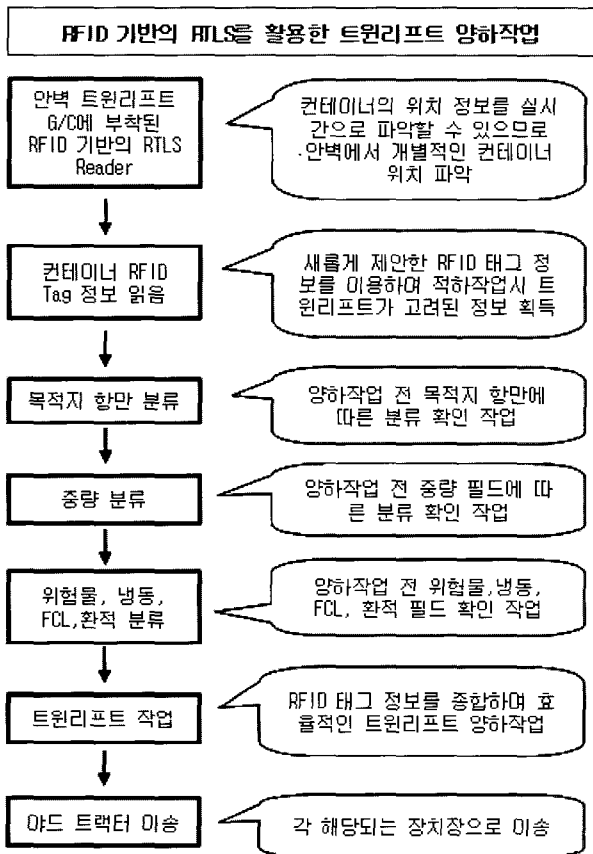 RFID 기반의 RTLS를 활용한 트윈리프트 양하작업
안벽 트윈리프트
G/C에 부착된
RFID 기반의 RTLS
Reader
컨테이너의 위치 정보를 실시
간으로 파악할 수 있으므로
안벽에서 개별적인 컨테이너
위치 파악
컨테이너 RFID
Tag 정보 읽음
새롭게 제안한 RFID 태그 정
보를 이용하며 적하작업시 트
윈리프트가 고려된 정보 획득
목적지 항만 분류
양하작업 전 목적지 항만에
따른 분류 확인 작업
중량 분류
양하작업 전 중량 필드에 따
른 분류 확인 작업
위험물, 냉동,
FCL,환적 분류
양하작업 전 위험물,냉동,
FCL, 환적 필드 확인 작업
트윈리프트 작업
RFID 태그 정보를 종합하며 효
율적인 트윈리프트 양하작업
야드 트랙터 이송
각 해당되는 장치장으로 이송